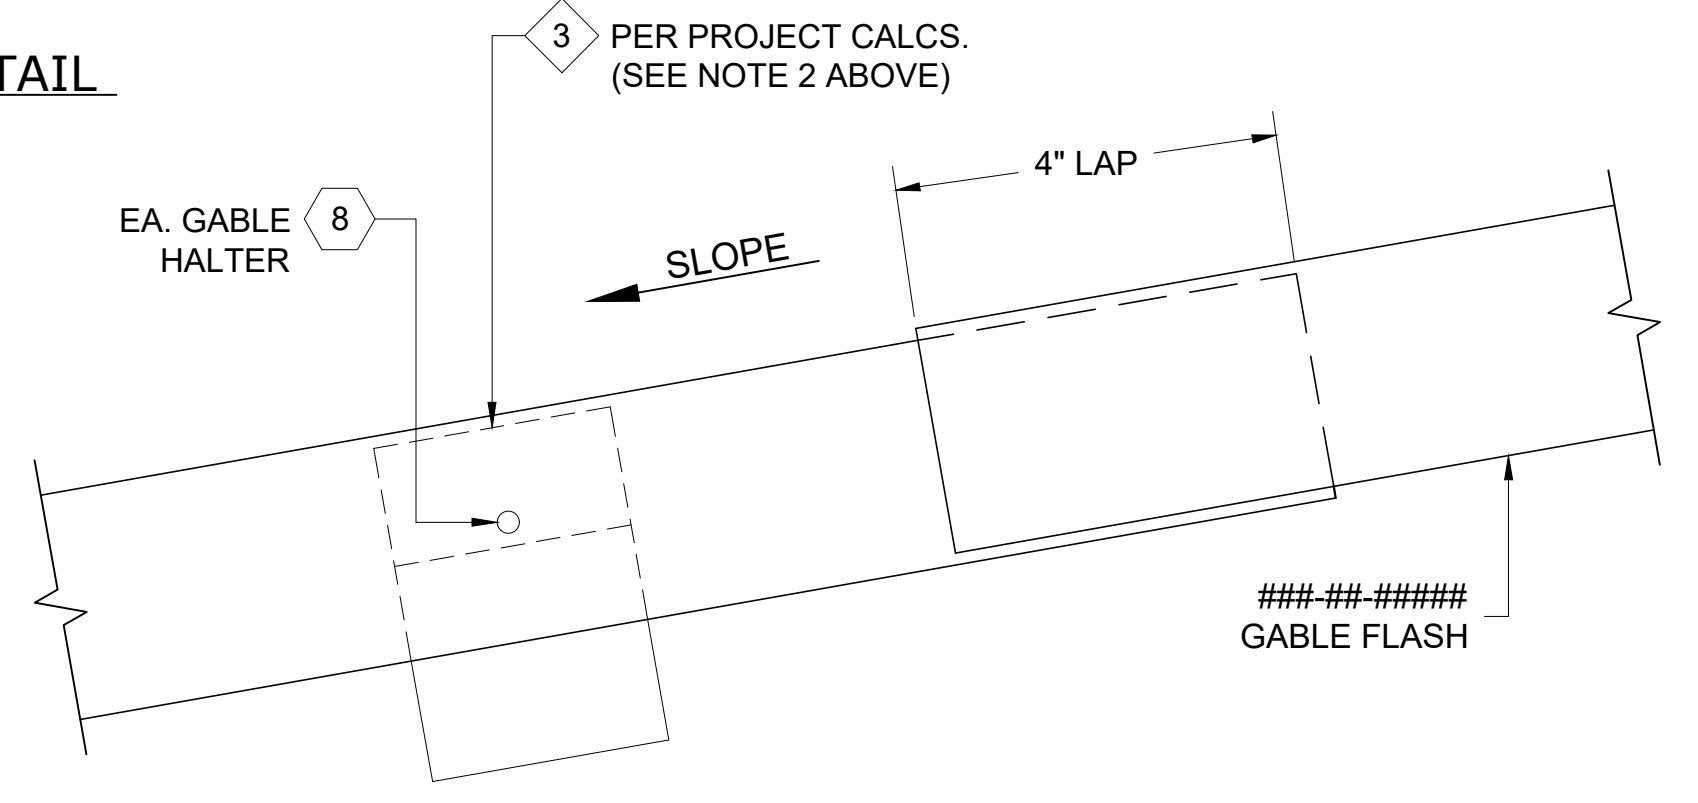 TAIL
3 PER PROJECT CALCS.
(SEE NOTE 2 ABOVE)
4" LAP
EA. GABLE 8
HALTER
SLOPE
###-##-#####
GABLE FLASH